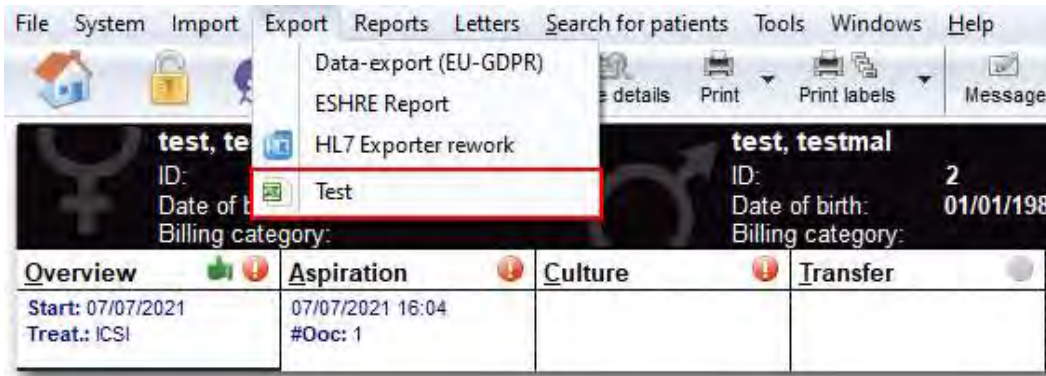 File System Import Export Reports Letters Search for patients Tools Windows Help
Data-export (EU-GDPR)
ESHRE Report
HL7 Exporter rework
Test
details Print Print labels Message
test, te
ID:
Date of b
Billing category:
test, testmal
ID: 2
Date of birth: 01/01/198
Billing category:
Overview Aspiration Culture Transfer
Start: 07/07/2021 07/07/2021 16:04
Treat.: ICSI #Ooc: 1